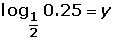 log½ 0.25 = y